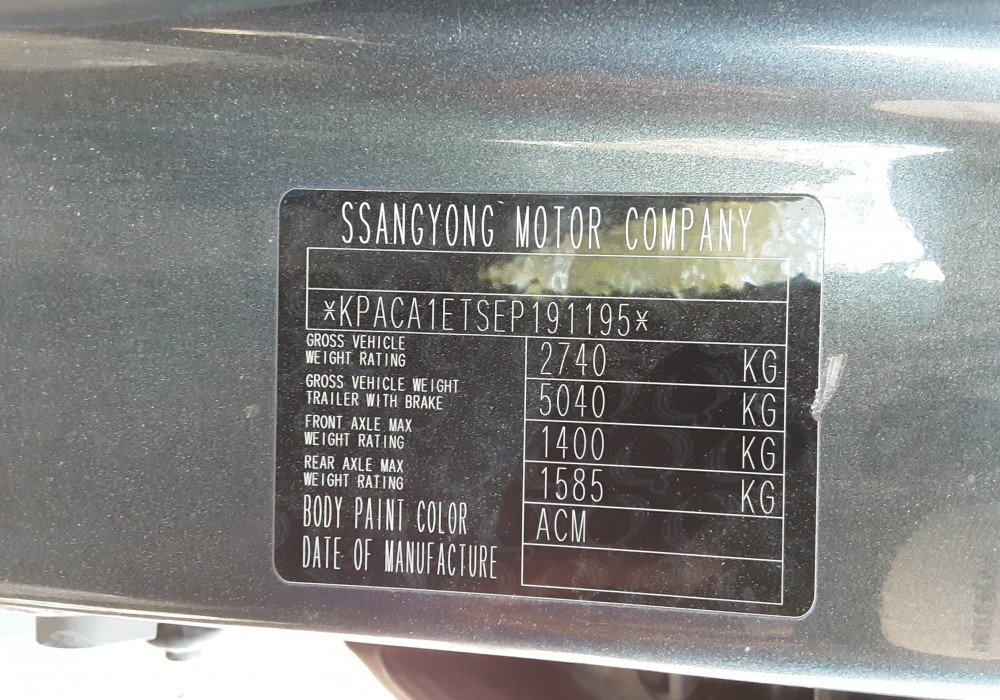 SSANGYONG MOTOR COMPANY
*KPACA1ETSEP191195*
GROSS VEHICLE
WEIGHT RATING 2740 KG
GROSS VEHICLE WEIGHT
TRAILER WITH BRAKE 5040 KG
FRONT AXLE MAX
WEIGHT RATING 1400 KG
REAR AXLE MAX
WEIGHT RATING 1585 KG
BODY PAINT COLOR ACM
DATE OF MANUFACTURE